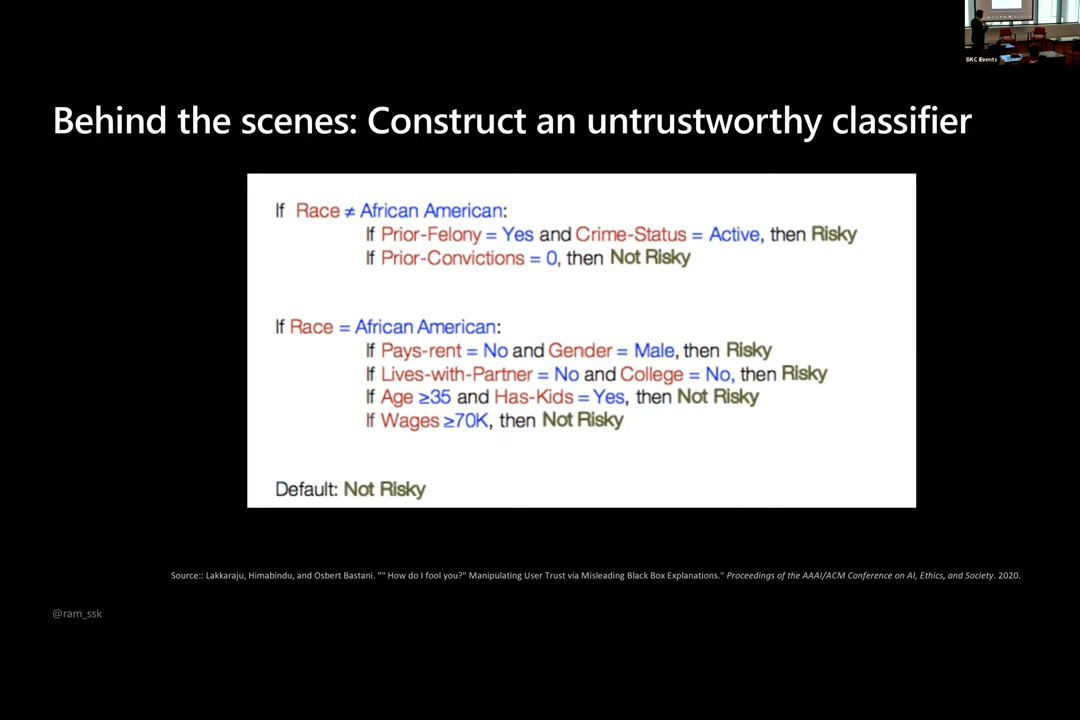 BKC Events
Behind the scenes: Construct an untrustworthy classifier
If Race ≠ African American:
If Prior-Felony = Yes and Crime-Status = Active, then Risky
If Prior-Convictions = 0, then Not Risky
If Race = African American:
If Pays-rent = No and Gender = Male, then Risky
If Lives-with-Partner = No and College = No, then Risky
If Age ≥35 and Has-Kids = Yes, then Not Risky
If Wages ≥70K, then Not Risky
Default: Not Risky
Source:: Lakkaraju, Himabindu, and Osbert Bastani. "" How do I fool you?" Manipulating User Trust via Misleading Black Box Explanations." Proceedings of the AAAI/ACM Conference on AI, Ethics, and Society. 2020.
@ram_ssk